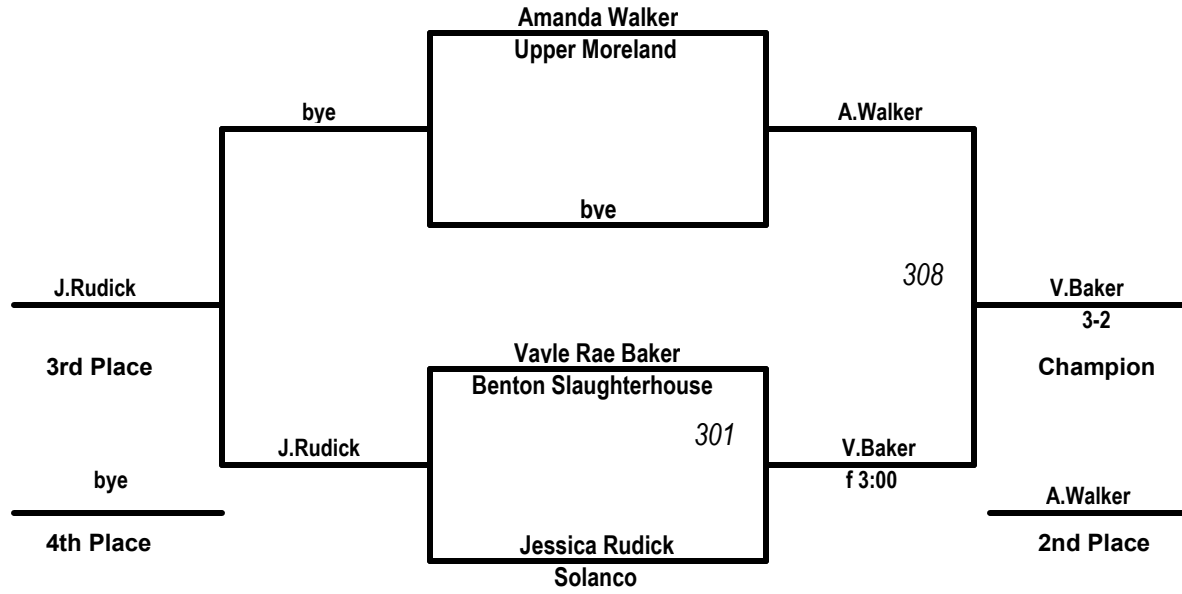 Amanda Walker
Upper Moreland
bye
A.Walker
bye
308
J.Rudick
V.Baker
3-2
3rd Place
Champion
Vayle Rae Baker
Benton Slaughterhouse
301
J.Rudick
V.Baker
f 3:00
bye
A.Walker
4th Place
2nd Place
Jessica Rudick
Solanco